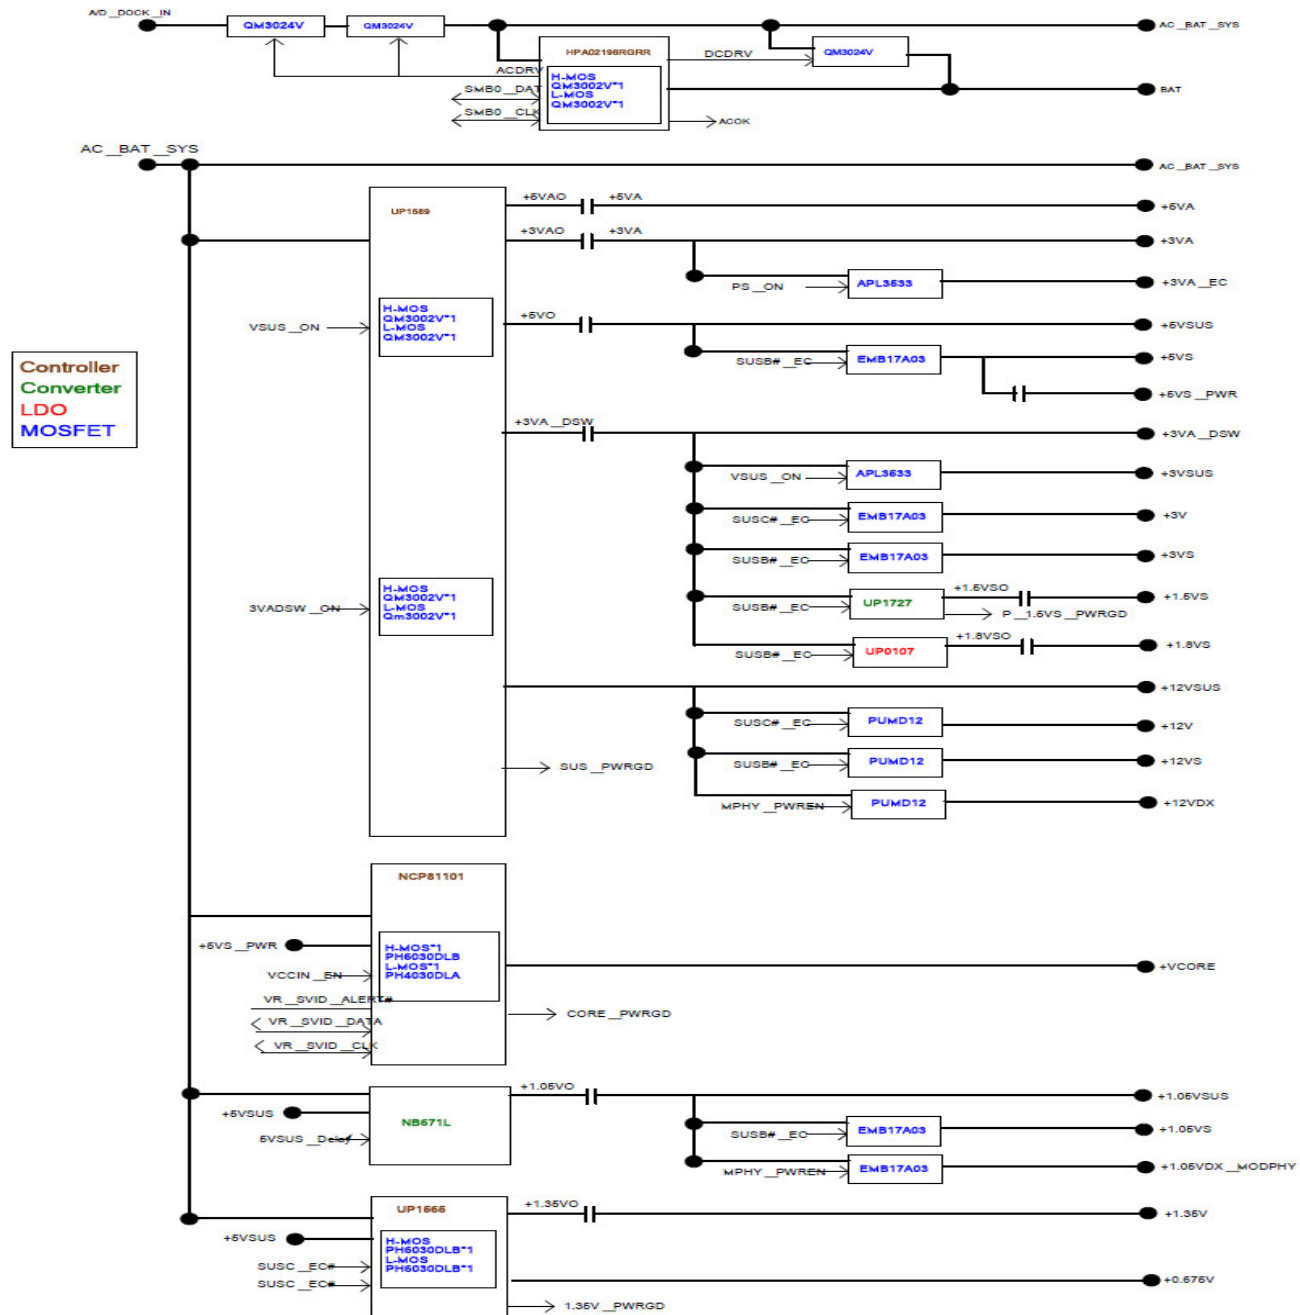 A/D_DOCK_IN
QM3024V
QM3024V
AC_BAT_SYS
HPA02196RGRR
DCDRV
QM3024V
ACDRV
H-MOS
QM3002V*1
L-MOS
QM3002V*1
SMB0_DAT
SMB0_CLK
BAT
ACOK
AC_BAT_SYS
AC_BAT_SYS
UP1589
+5VAO
+5VA
+5VA
+3VAO
+3VA
+3VA
PS_ON
APL3533
+3VA_EC
VSUS_ON
H-MOS
QM3002V*1
L-MOS
QM3002V*1
+5VO
+5VSUS
SUSB#_EC
EMB17A03
+5VS
+5VS_PWR
Controller
Converter
LDO
MOSFET
+3VA_DSW
+3VA_DSW
VSUS_ON
APL3533
+3VSUS
SUSC#_EC
EMB17A03
+3V
SUSB#_EC
EMB17A03
+3VS
3VADSW_ON
H-MOS
QM3002V*1
L-MOS
Qm3002V*1
SUSB#_EC
UP1727
+1.5VSO
+1.5VS
P_1.5VS_PWRGD
SUSB#_EC
UP0107
+1.8VSO
+1.8VS
+12VSUS
SUSC#_EC
PUMD12
+12V
SUS_PWRGD
SUSB#_EC
PUMD12
+12VS
MPHY_PWREN
PUMD12
+12VDX
NCP81101
+5VS_PWR
VCCIN_EN
H-MOS*1
PH6030DLB
L-MOS*1
PH4030DLA
+VCORE
VR_SVID_ALERT#
VR_SVID_DATA
VR_SVID_CLK
CORE_PWRGD
+5VSUS
5VSUS_Delay
NB671L
+1.05VO
+1.05VSUS
SUSB#_EC
EMB17A03
+1.05VS
MPHY_PWREN
EMB17A03
+1.05VDX_MODPHY
UP1565
+1.35VO
+1.35V
+5VSUS
SUSC_EC#
SUSC_EC#
H-MOS
PH6030DLB*1
L-MOS
PH6030DLB*1
+0.675V
1.35V_PWRGD